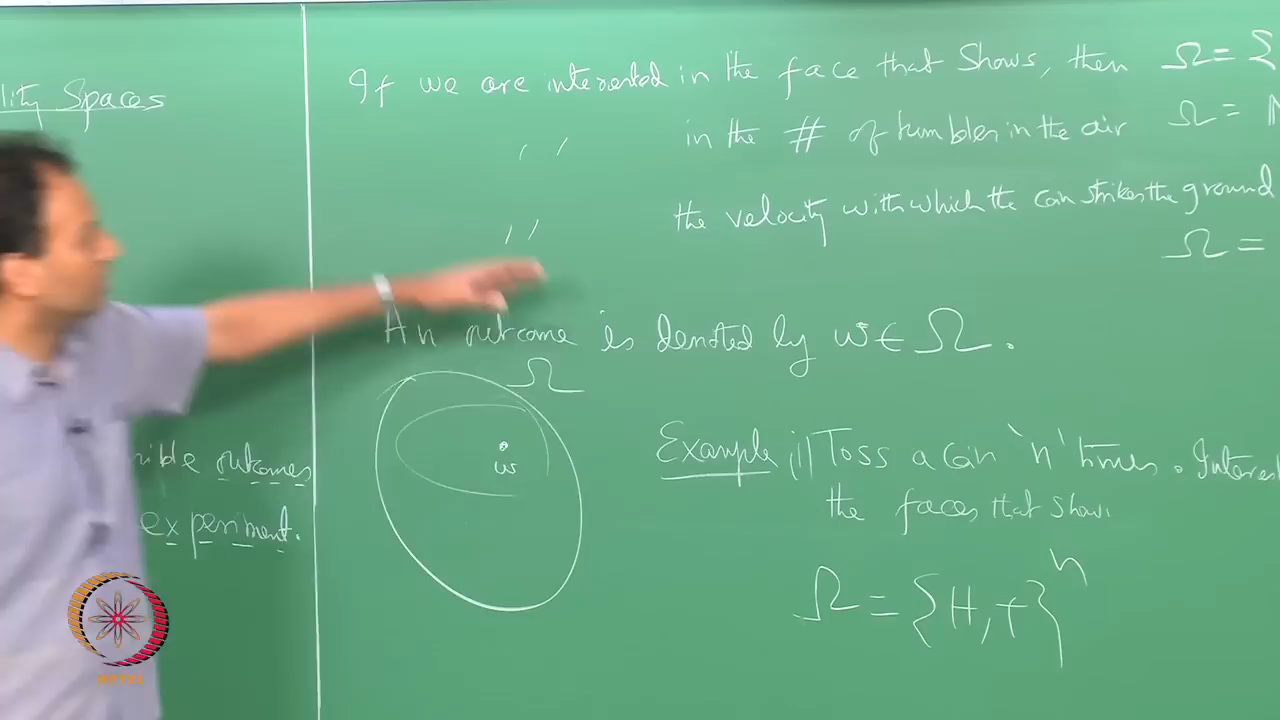 lity Spaces
ible outcomes
experiment.
If we are interested in the face that shows, then Ω = {
〃 in the # of tumbles in the air Ω = N
〃 the velocity with which the coin strikes the ground
Ω =
An outcome is denoted by ω ∈ Ω.
Ω
ω
Example (i) Toss a coin 'n' times. Interes
the faces that show.
Ω = {H,T}ⁿ
NPTEL